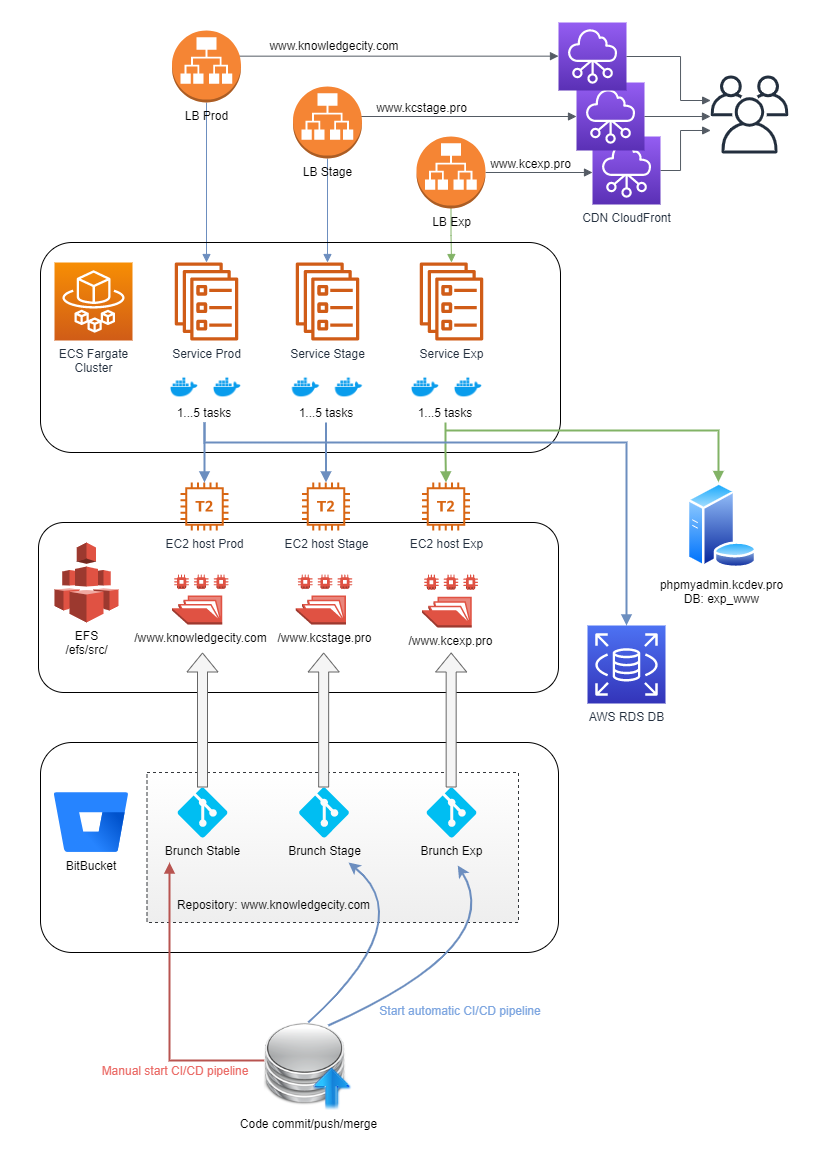 www.knowledgecity.com
LB Prod
www.kcstage.pro
LB Stage
www.kcexp.pro
LB Exp
CDN CloudFront
ECS Fargate
Cluster
Service Prod
Service Stage
Service Exp
1...5 tasks
1...5 tasks
1...5 tasks
T2
T2
T2
EC2 host Prod
EC2 host Stage
EC2 host Exp
phpmyadmin.kcdev.pro
DB: exp_www
EFS
/efs/src/
/www.knowledgecity.com
/www.kcstage.pro
/www.kcexp.pro
AWS RDS DB
BitBucket
Brunch Stable
Brunch Stage
Brunch Exp
Repository: www.knowledgecity.com
Start automatic CI/CD pipeline
Manual start CI/CD pipeline
Code commit/push/merge